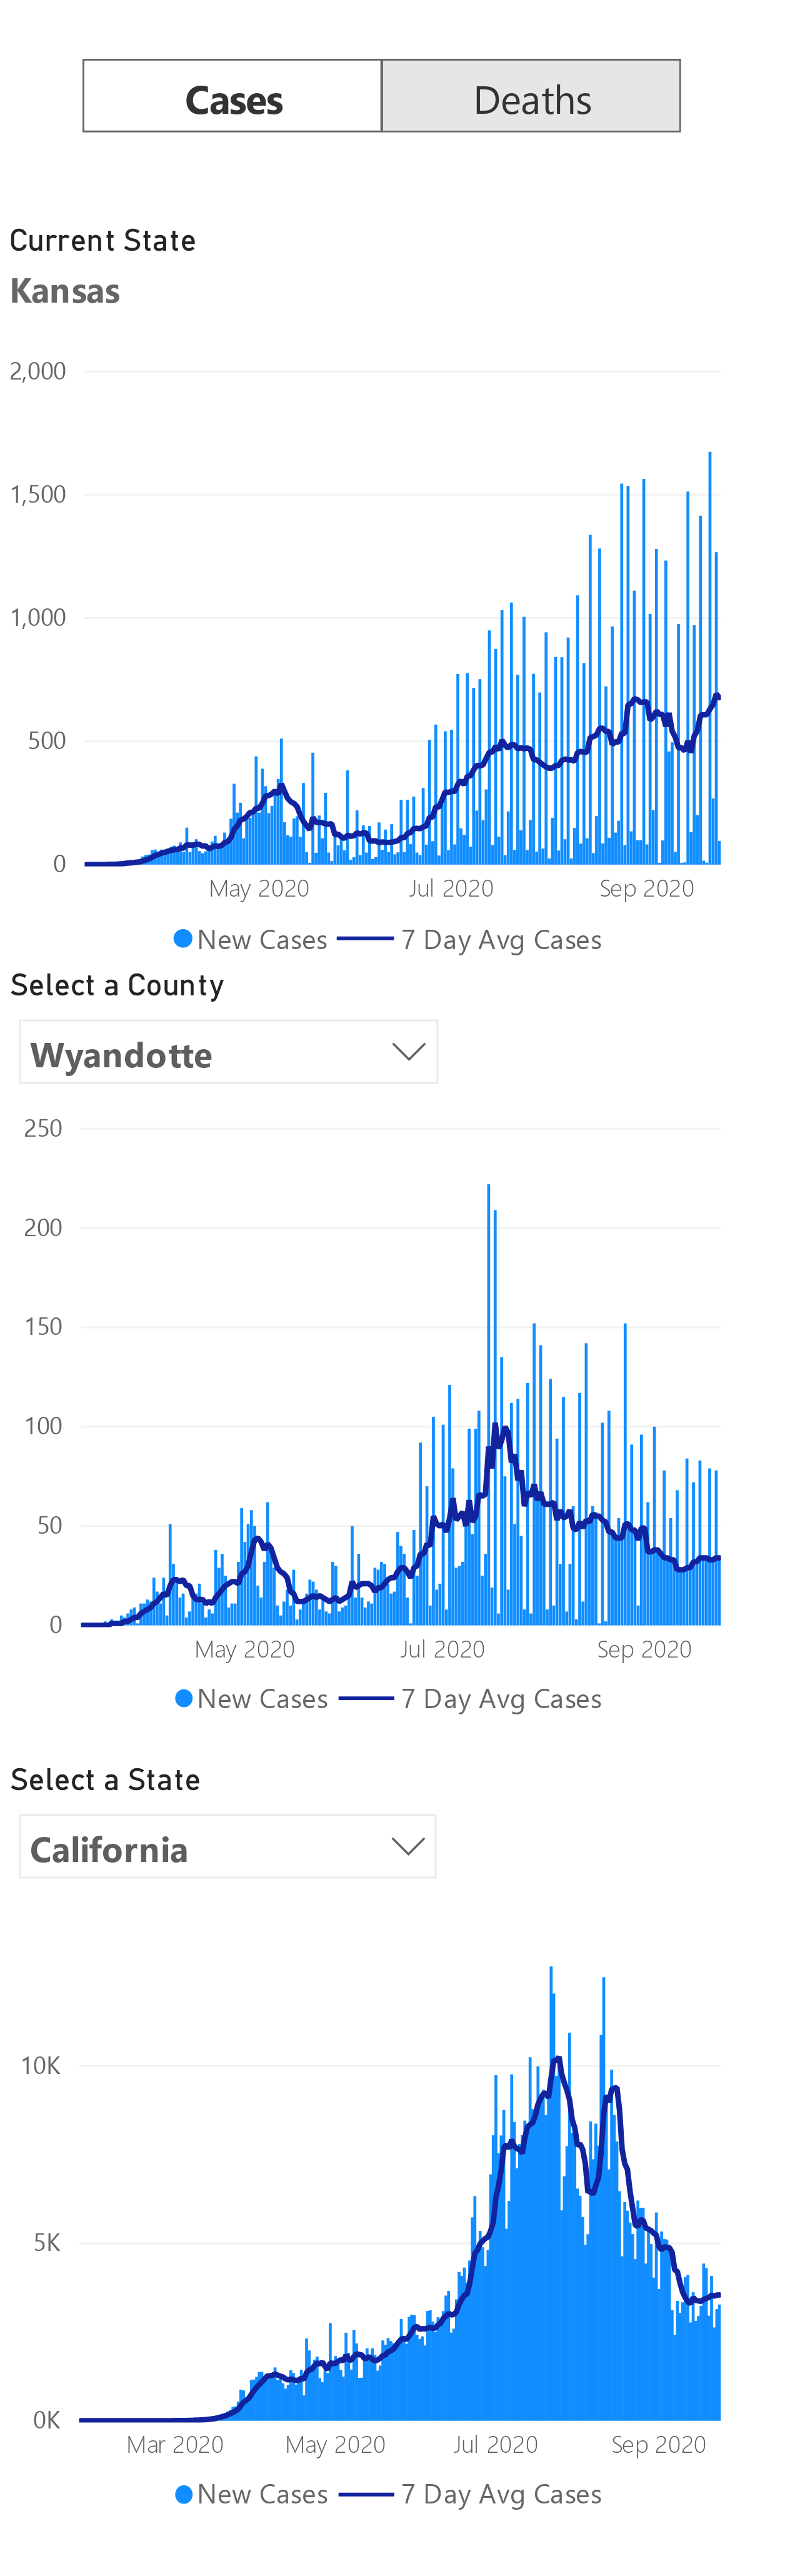 Cases Deaths
Current State
Kansas
2,000
1,500
1,000
500
0
May 2020 Jul 2020 Sep 2020
New Cases 7 Day Avg Cases
Select a County
Wyandotte
250
200
150
100
50
0
May 2020 Jul 2020 Sep 2020
New Cases 7 Day Avg Cases
Select a State
California
10K
5K
0K
Mar 2020 May 2020 Jul 2020 Sep 2020
New Cases 7 Day Avg Cases